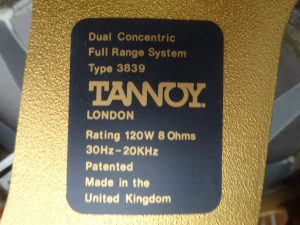 Dual Concentric
Full Range System
Type 3839
TANNOY.
LONDON
Rating 120W 8 Ohms
30Hz-20KHz
Patented
Made in the
United Kingdom